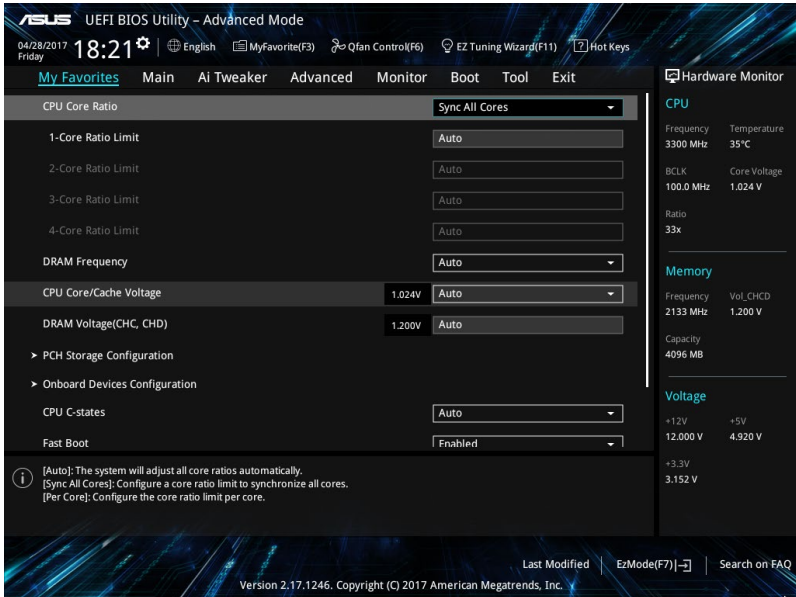 ASUS UEFI BIOS Utility – Advanced Mode
04/28/2017
Friday
18:21
English
MyFavorite(F3)
Qfan Control(F6)
EZ Tuning Wizard(F11)
? Hot Keys
My Favorites Main Ai Tweaker Advanced Monitor Boot Tool Exit
CPU Core Ratio Sync All Cores
1-Core Ratio Limit Auto
2-Core Ratio Limit Auto
3-Core Ratio Limit Auto
4-Core Ratio Limit Auto
DRAM Frequency Auto
CPU Core/Cache Voltage 1.024V Auto
DRAM Voltage(CHC, CHD) 1.200V Auto
> PCH Storage Configuration
> Onboard Devices Configuration
CPU C-states Auto
Fast Boot Enabled
[Auto]: The system will adjust all core ratios automatically.
[Sync All Cores]: Configure a core ratio limit to synchronize all cores.
[Per Core]: Configure the core ratio limit per core.
Hardware Monitor
CPU
Frequency Temperature
3300 MHz 35°C
BCLK Core Voltage
100.0 MHz 1.024 V
Ratio
33x
Memory
Frequency Vol_CHCD
2133 MHz 1.200 V
Capacity
4096 MB
Voltage
+12V +5V
12.000 V 4.920 V
+3.3V
3.152 V
Last Modified EzMode(F7) Search on FAQ
Version 2.17.1246. Copyright (C) 2017 American Megatrends, Inc.